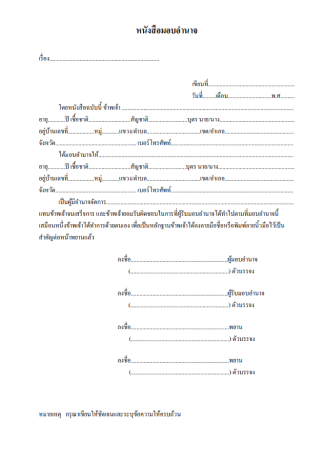 หนังสือมอบอำนาจ
เรื่อง........................................................................
เขียนที่.........................................................
วันที่.........เดือน............................พ.ศ..........
โดยหนังสือฉบับนี้ ข้าพเจ้า .................................................................................................................
อายุ...........ปี เชื้อชาติ............................สัญชาติ.........................บุตร นาย/นาง..............................................
อยู่บ้านเลขที่.................หมู่...........แขวง/ตำบล....................................เขต/อำเภอ............................................
จังหวัด..................................................... เบอร์โทรศัพท์................................................................................
ได้มอบอำนาจให้................................................................................................................................
อายุ...........ปี เชื้อชาติ............................สัญชาติ.........................บุตร นาย/นาง..............................................
อยู่บ้านเลขที่.................หมู่...........แขวง/ตำบล....................................เขต/อำเภอ............................................
จังหวัด..................................................... เบอร์โทรศัพท์................................................................................
เป็นผู้มีอำนาจจัดการ..........................................................................................................................
แทนข้าพเจ้าจนเสร็จการ และข้าพเจ้ายอมรับผิดชอบในการที่ผู้รับมอบอำนาจได้ทำไปตามที่มอบอำนาจนี้
เสมือนหนึ่งข้าพเจ้าได้ทำการด้วยตนเอง เพื่อเป็นหลักฐานข้าพเจ้าได้ลงลายมือชื่อหรือพิมพ์ลายนิ้วมือไว้เป็น
สำคัญต่อหน้าพยานแล้ว
ลงชื่อ................................................................ผู้มอบอำนาจ
(.................................................................) ตัวบรรจง
ลงชื่อ................................................................ผู้รับมอบอำนาจ
(.................................................................) ตัวบรรจง
ลงชื่อ.................................................................พยาน
(.................................................................) ตัวบรรจง
ลงชื่อ.................................................................พยาน
(.................................................................) ตัวบรรจง
หมายเหตุ กรุณาเขียนให้ชัดเจนและระบุข้อความให้ครบถ้วน